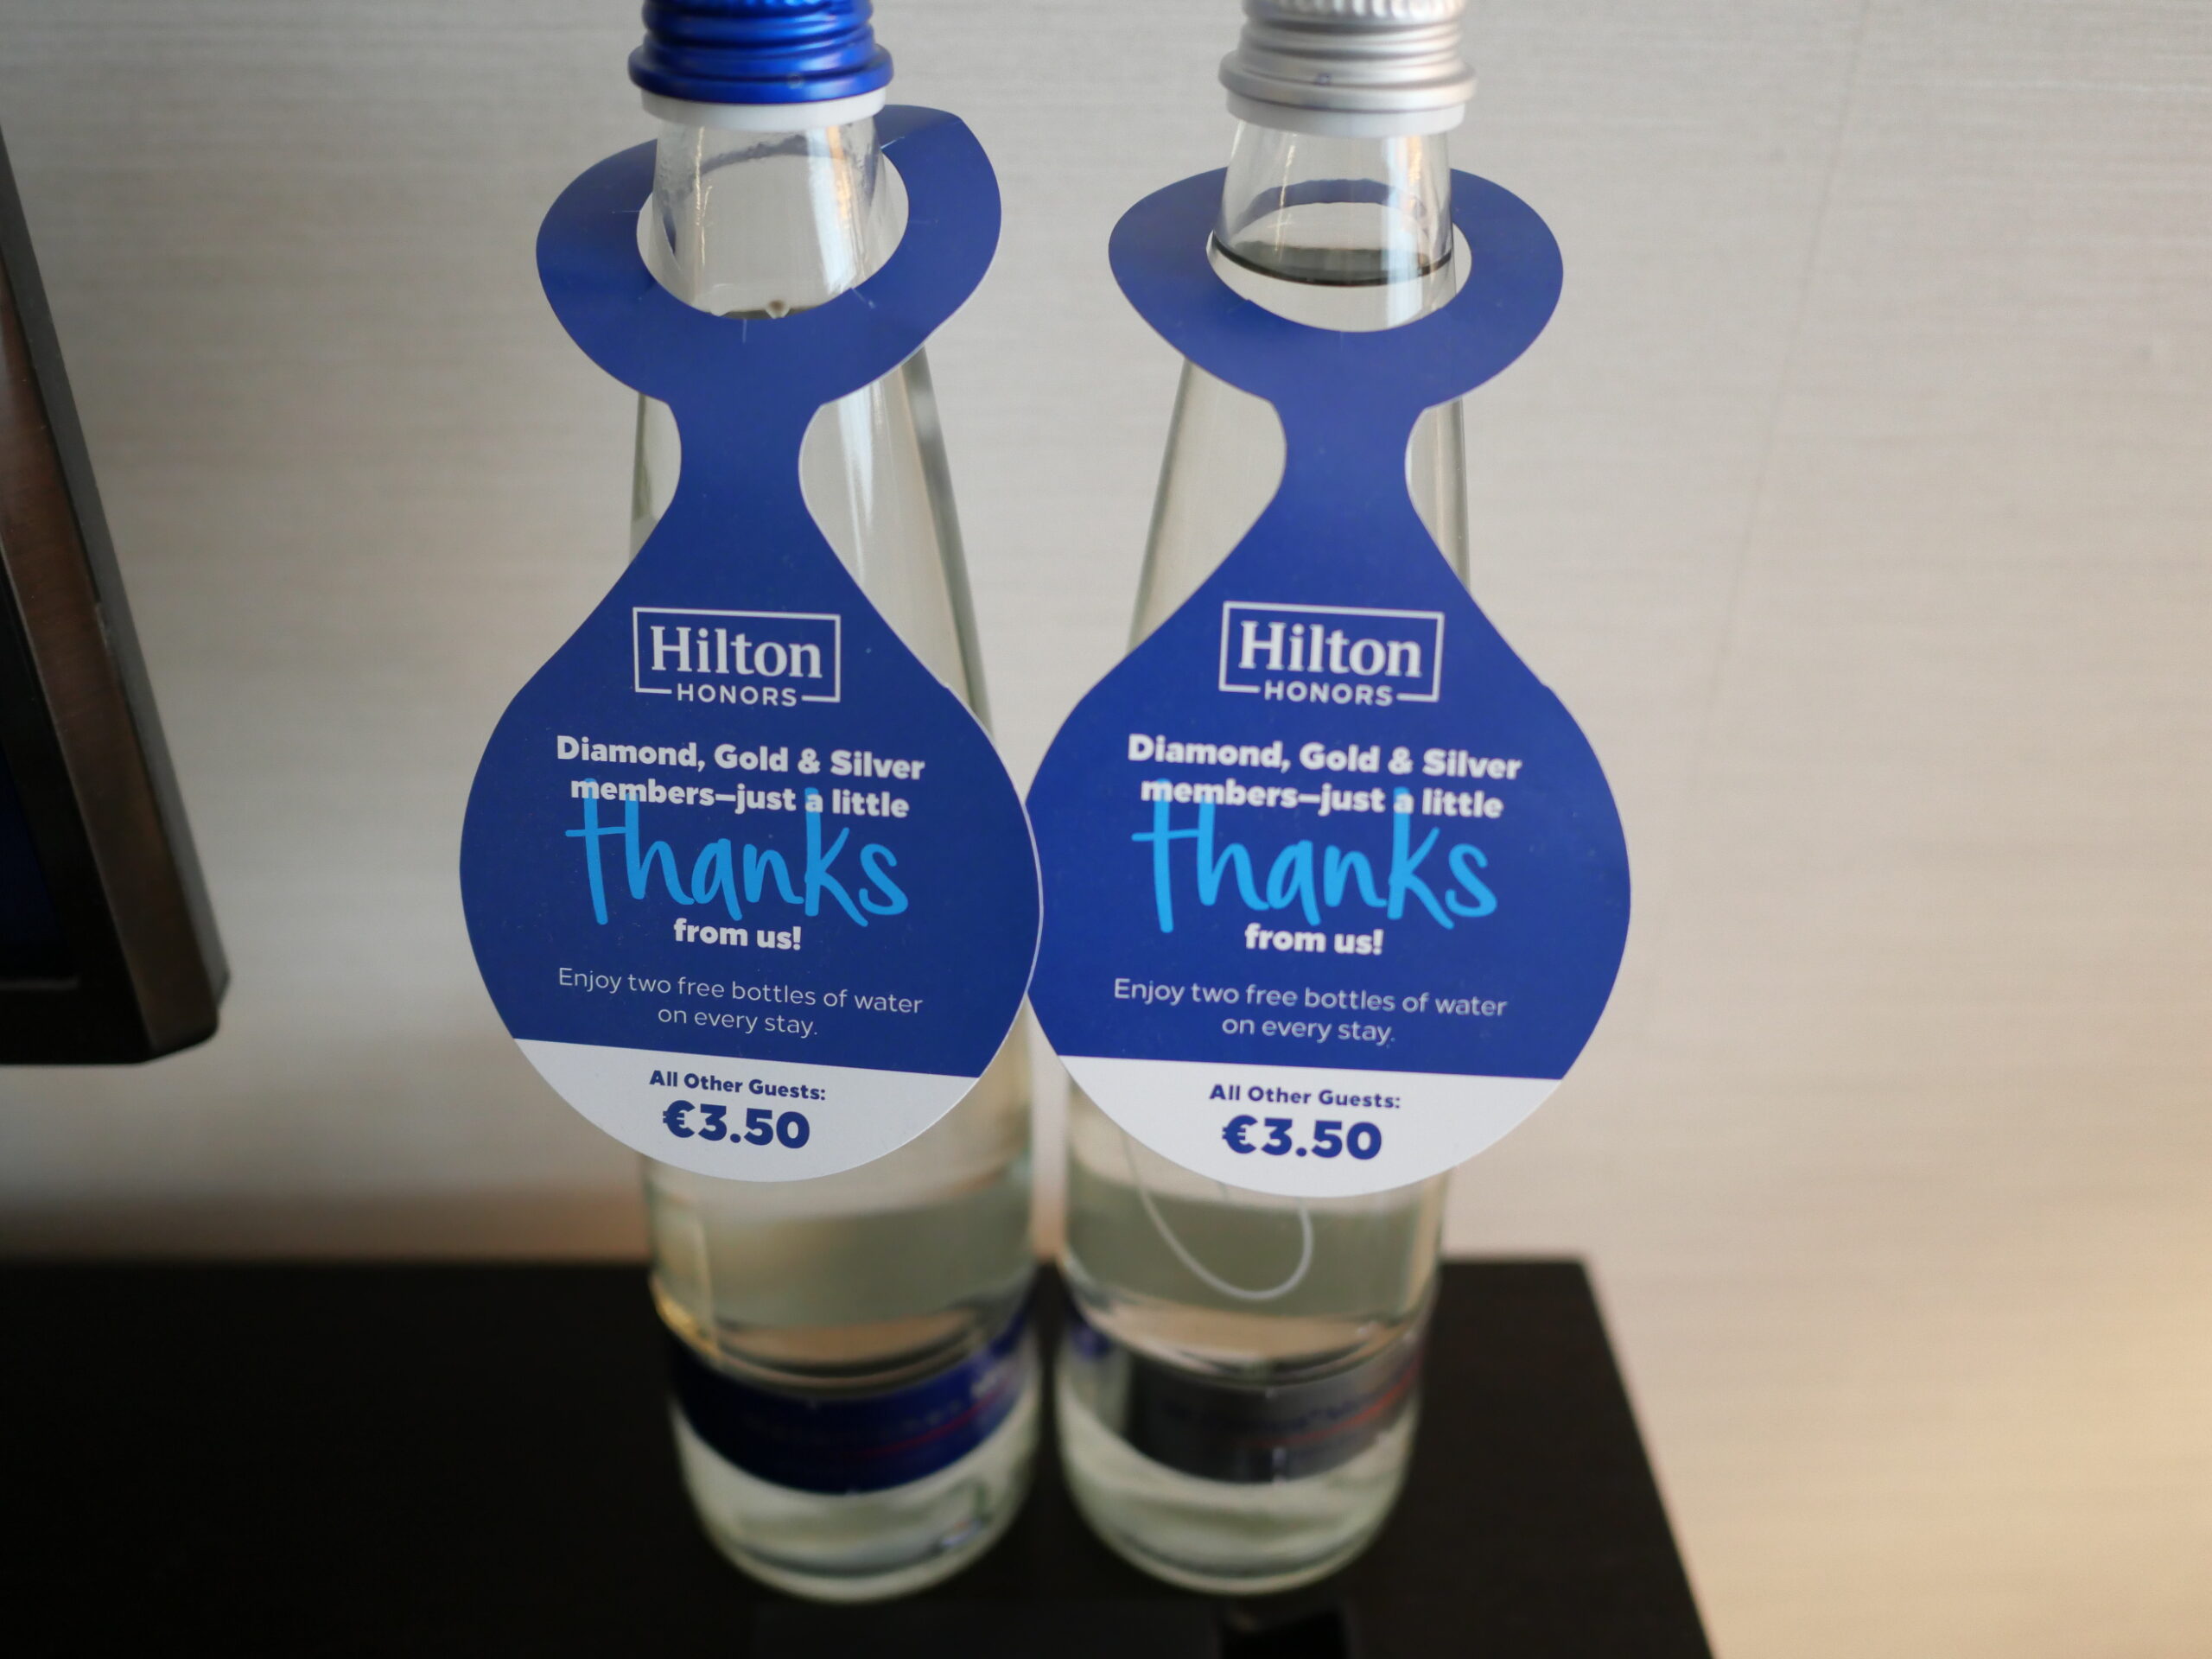 Hilton
HONORS
Diamond, Gold & Silver
members—just a little
thanks
from us!
Enjoy two free bottles of water
on every stay.
All Other Guests:
€3.50
Hilton
HONORS
Diamond, Gold & Silver
members—just a little
thanks
from us!
Enjoy two free bottles of water
on every stay.
All Other Guests:
€3.50